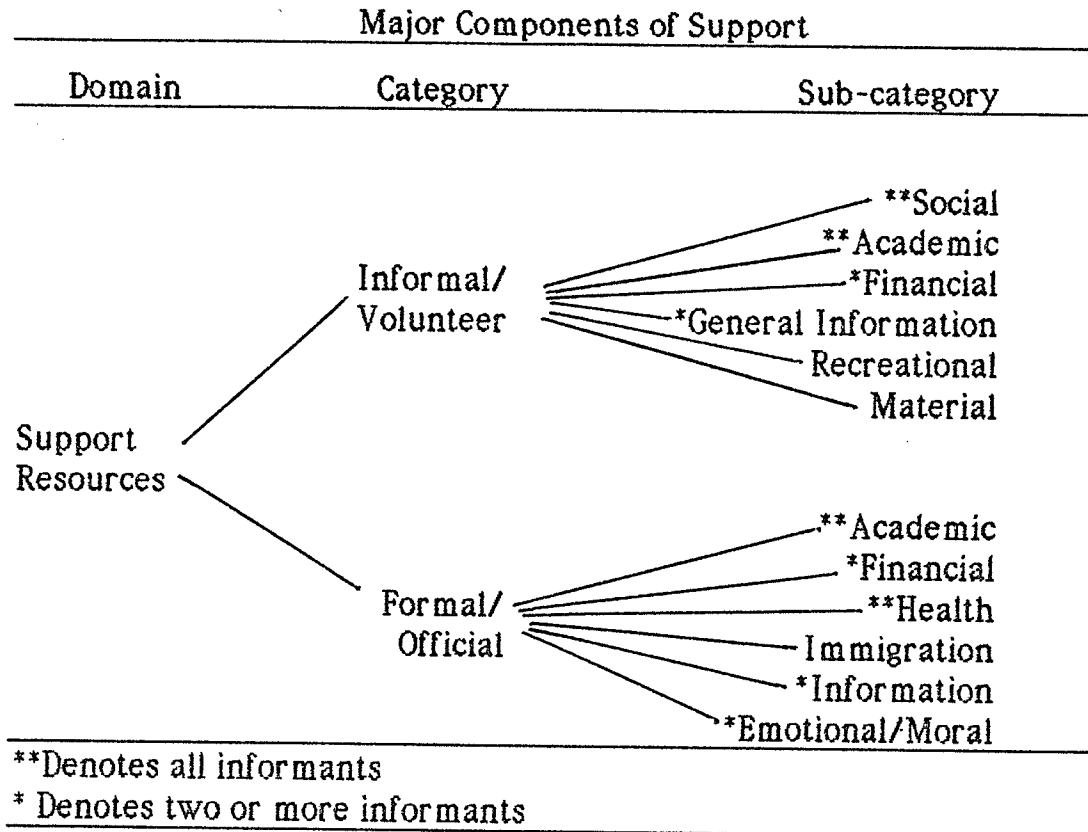 Major Components of Support
Domain Category Sub-category
**Social
**Academic
*Financial
Informal/
Volunteer
*General Information
Recreational
Material
Support
Resources
**Academic
*Financial
**Health
Formal/
Official
Immigration
*Information
*Emotional/Moral
**Denotes all informants
* Denotes two or more informants